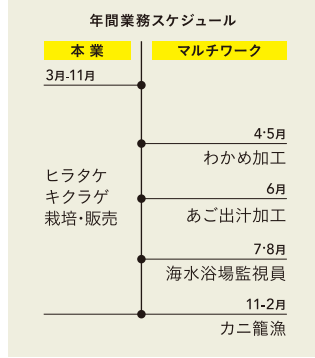 年間業務スケジュール
本業
マルチワーク
3月-11月
4・5月
わかめ加工
ヒラタケ
キクラゲ
栽培・販売
6月
あご出汁加工
7・8月
海水浴場監視員
11-2月
カニ籠漁